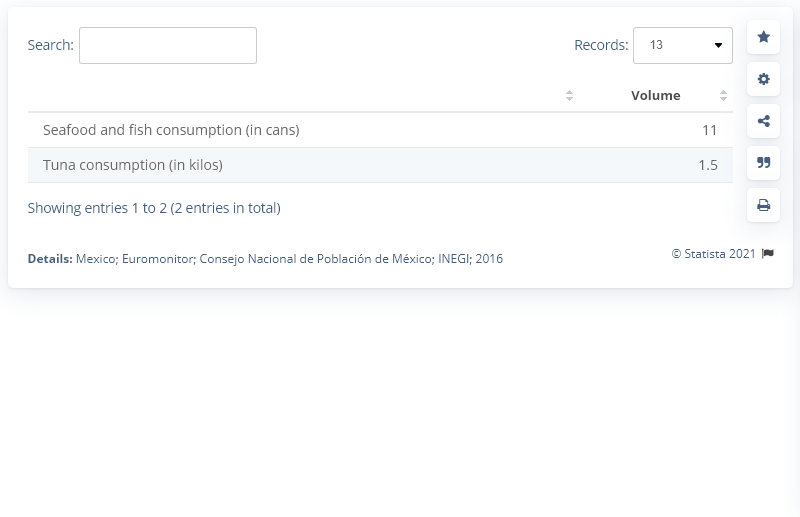 Search:
Records: 13
Volume
Seafood and fish consumption (in cans) 11
Tuna consumption (in kilos) 1.5
Showing entries 1 to 2 (2 entries in total)
Details: Mexico; Euromonitor; Consejo Nacional de Población de México; INEGI; 2016
© Statista 2021